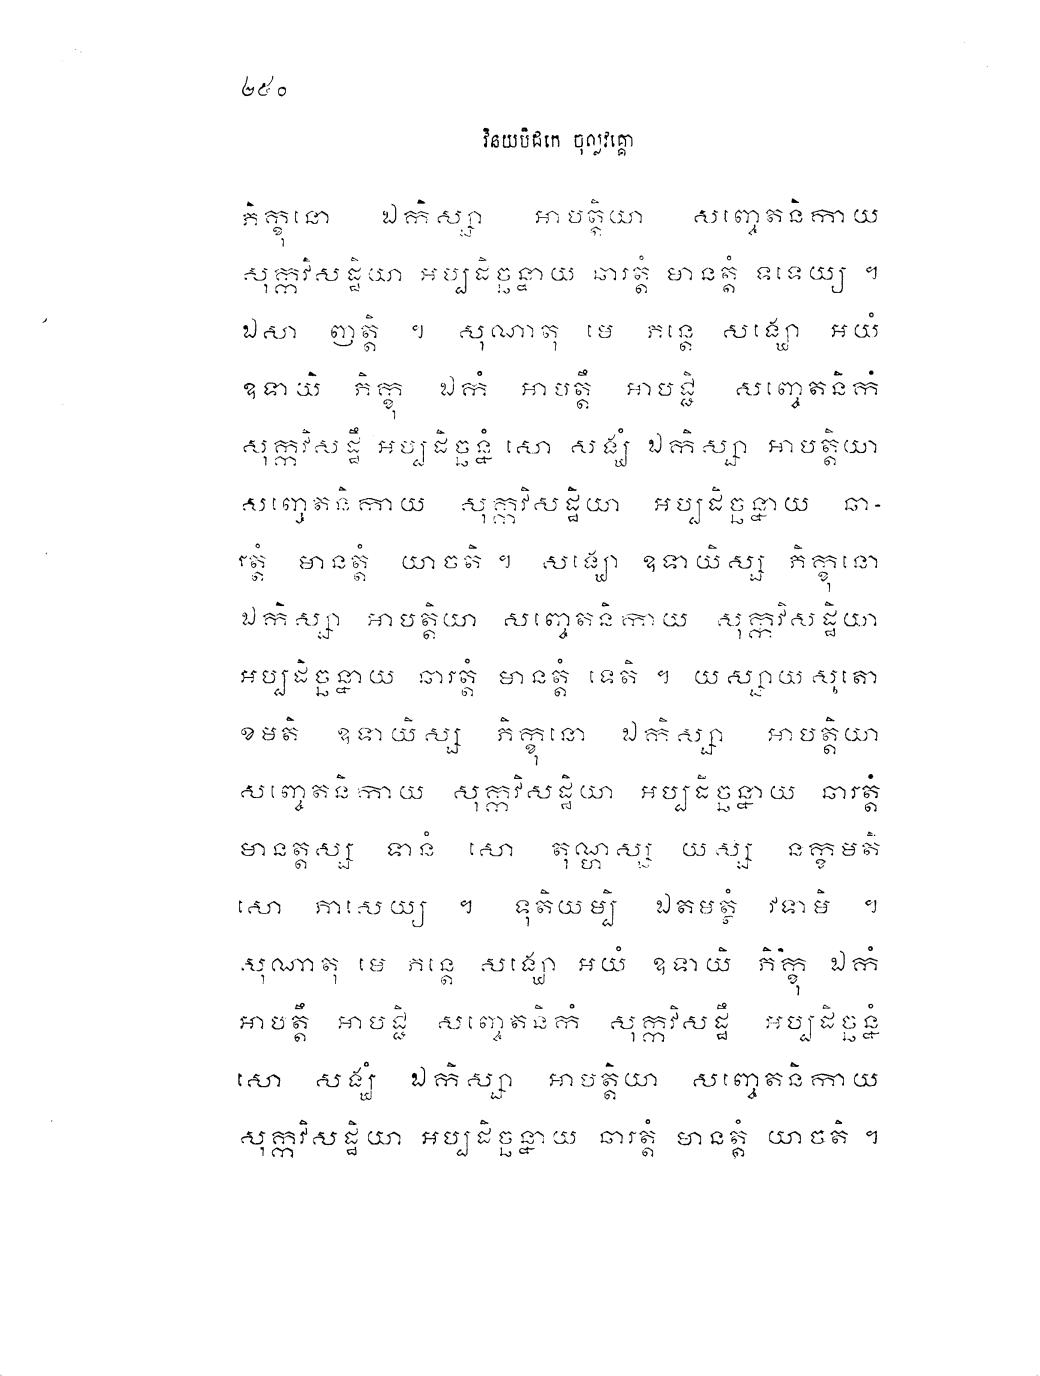 ២៥០
វិនយបិដកេ ចុល្លវគ្គោ
ភិក្ខុនោ ឯកិស្សា អាបត្តិយា សញ្ចេតនិកាយ
សុក្កវិសដ្ឋិយា អប្បដិច្ឆន្នាយ ឆារត្តំ មានត្តំ ទទេយ្យ ។
ឯសា ញត្តិ ។ សុណាតុ មេ ភន្តេ សង្ឃោ អយំ
ឧទាយិ ភិក្ខុ ឯកំ អាបត្តឹ អាបជ្ជិ សញ្ចេតនិកំ
សុក្កវិសដ្ឋឹ អប្បដិច្ឆន្នំ សោ សង្ឃំ ឯកិស្សា អាបត្តិយា
សញ្ចេតនិកាយ សុក្កវិសដ្ឋិយា អប្បដិច្ឆន្នាយ ឆា-
រត្តំ មានត្តំ យាចតិ ។ សង្ឃោ ឧទាយិស្ស ភិក្ខុនោ
ឯកិស្សា អាបត្តិយា សញ្ចេតនិកាយ សុក្កវិសដ្ឋិយា
អប្បដិច្ឆន្នាយ ឆារត្តំ មានត្តំ ទេតិ ។ យស្សាយស្មតោ
ខមតិ ឧទាយិស្ស ភិក្ខុនោ ឯកិស្សា អាបត្តិយា
សញ្ចេតនិកាយ សុក្កវិសដ្ឋិយា អប្បដិច្ឆន្នាយ ឆារត្តំ
មានត្តស្ស ទានំ សោ តុណ្ហស្ស យស្ស នក្ខមតិ
សោ ភាសេយ្យ ។ ទុតិយម្បិ ឯតមត្ថំ វទាមិ ។
សុណាតុ មេ ភន្តេ សង្ឃោ អយំ ឧទាយិ ភិក្ខុ ឯកំ
អាបត្តឹ អាបជ្ជិ សញ្ចេតនិកំ សុក្កវិសដ្ឋឹ អប្បដិច្ឆន្នំ
សោ សង្ឃំ ឯកិស្សា អាបត្តិយា សញ្ចេតនិកាយ
សុក្កវិសដ្ឋិយា អប្បដិច្ឆន្នាយ ឆារត្តំ មានត្តំ យាចតិ ។